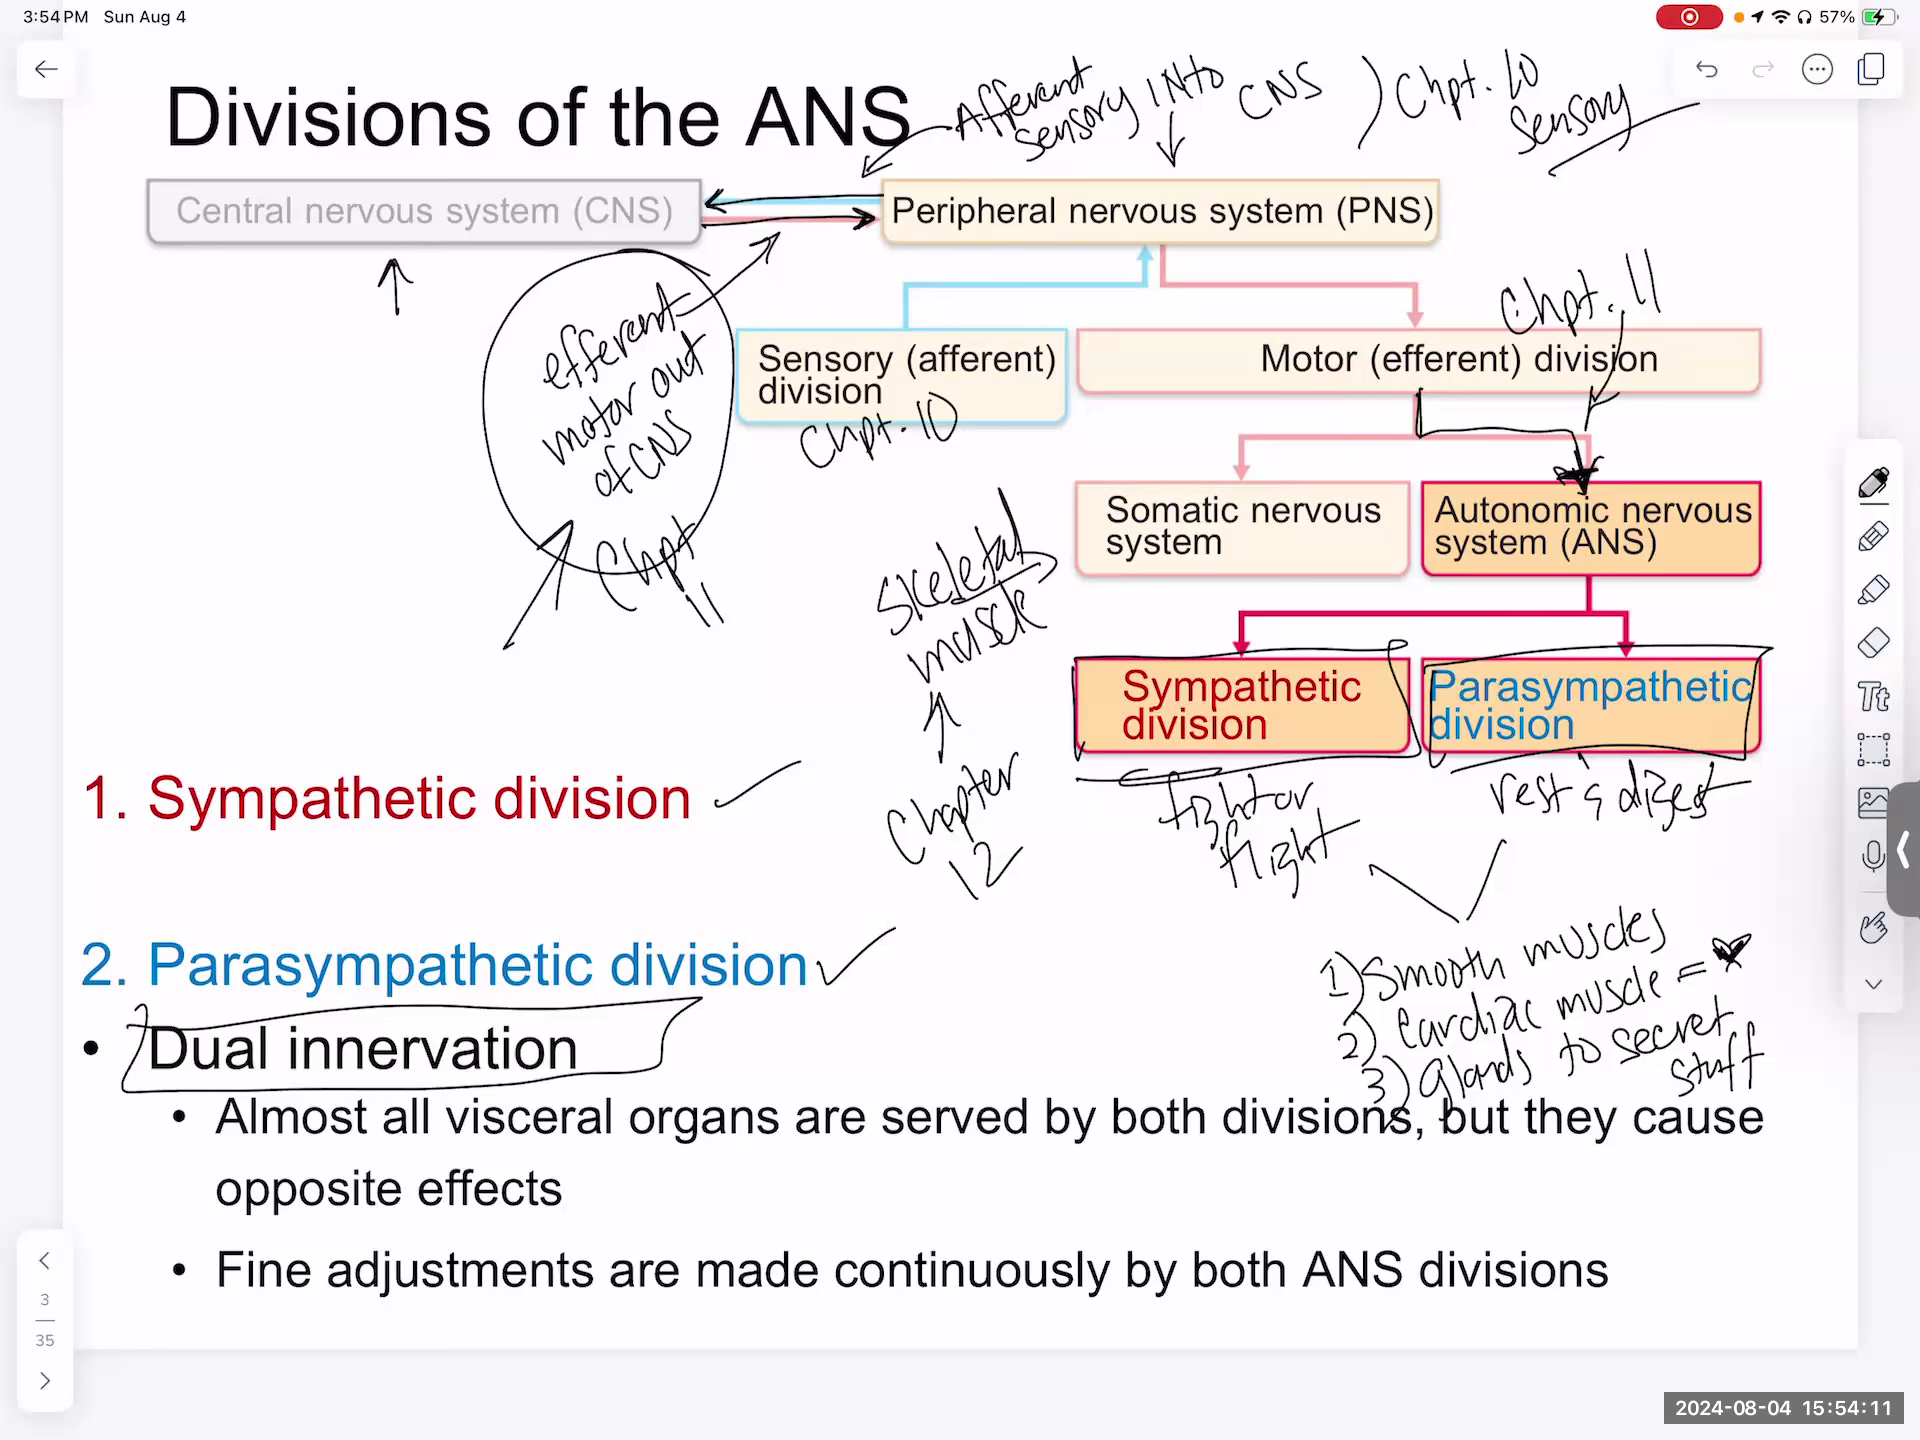 3:54 PM Sun Aug 4
57%
Divisions of the ANS
Afferent
sensory INto CNS
Chpt. 10
sensory
Central nervous system (CNS)
Peripheral nervous system (PNS)
efferent
motor out
of CNS
Chpt
11
Chpt. 11
Sensory (afferent)
division
Chpt. 10
Motor (efferent) division
Somatic nervous
system
Autonomic nervous
system (ANS)
Skeletal
muscle
Chapter
12
Sympathetic
division
Parasympathetic
division
fight or
flight
rest & digest
1. Sympathetic division
2. Parasympathetic division
1) Smooth muscles
2) Cardiac muscle =
3) glands to secret
stuff
• Dual innervation
• Almost all visceral organs are served by both divisions, but they cause
opposite effects
• Fine adjustments are made continuously by both ANS divisions
3
35
Tt
2024-08-04 15:54:11